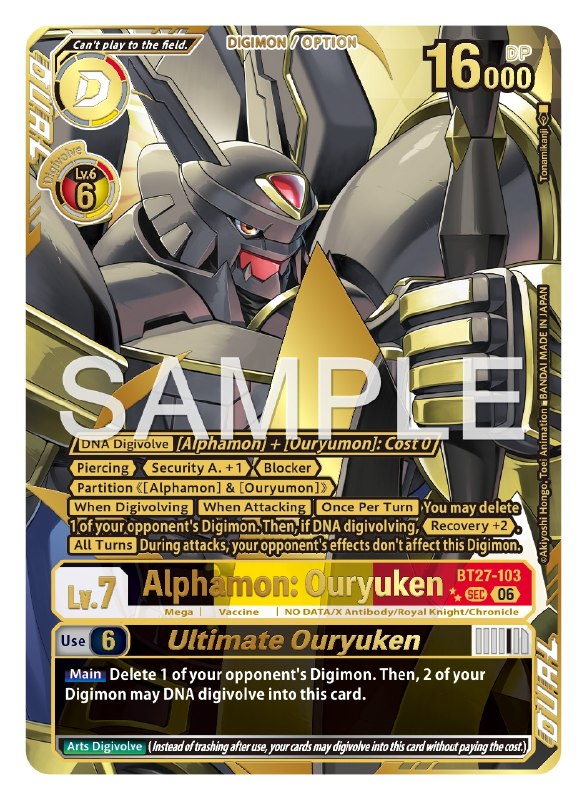 Can't play to the field.
DIGIMON / OPTION
DP
16000
D
DUAL
Digivolve
Lv.6
6
Tonamikanji
SAMPLE
DNA Digivolve [Alphamon] + [Ouryumon]: Cost 0
Piercing Security A. +1 Blocker
Partition《[Alphamon] & [Ouryumon]》
When Digivolving When Attacking Once Per Turn You may delete
1 of your opponent's Digimon. Then, if DNA digivolving, Recovery +2 .
All Turns During attacks, your opponent's effects don't affect this Digimon.
©Akiyoshi Hongo, Toei Animation ■BANDAI MADE IN JAPAN
Lv.7
Alphamon: Ouryuken
BT27-103
SEC 06
Mega Vaccine NO DATA/X Antibody/Royal Knight/Chronicle
Use 6
Ultimate Ouryuken
Main Delete 1 of your opponent's Digimon. Then, 2 of your
Digimon may DNA digivolve into this card.
Arts Digivolve (Instead of trashing after use, your cards may digivolve into this card without paying the cost.)
DUAL